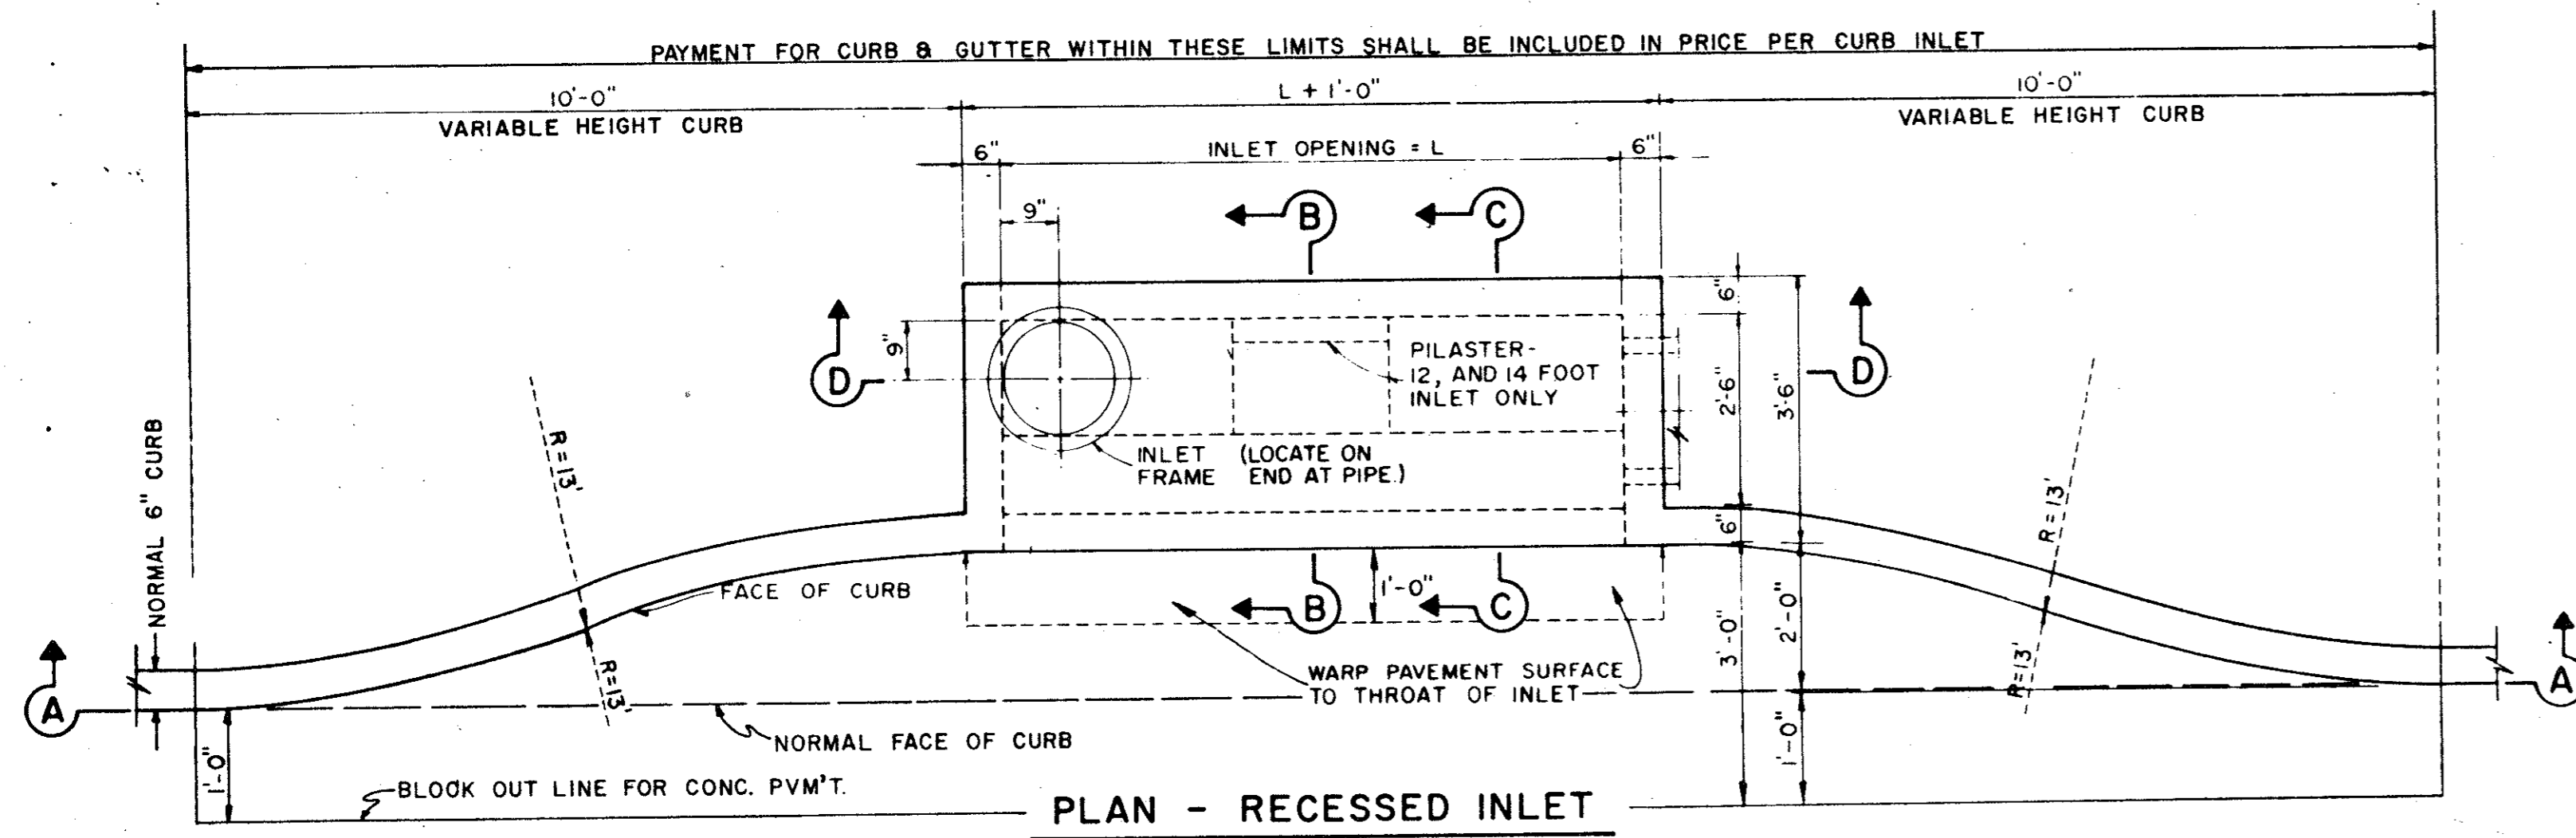 PAYMENT FOR CURB & GUTTER WITHIN THESE LIMITS SHALL BE INCLUDED IN PRICE PER CURB INLET
10'-0" L + 1'-0" 10'-0"
VARIABLE HEIGHT CURB VARIABLE HEIGHT CURB
6" INLET OPENING = L 6"
9" B C
6"
9" D D
PILASTER-
12, AND 14 FOOT
INLET ONLY
2'-6" 3'-6"
R=13'
NORMAL 6" CURB
INLET (LOCATE ON
FRAME END AT PIPE.)
R=13'
6"
FACE OF CURB
1'-0"
B C
3'-0" 2'-0"
R=13' R=13'
WARP PAVEMENT SURFACE
TO THROAT OF INLET
A A
NORMAL FACE OF CURB
1'-0" 1'-0"
BLOCK OUT LINE FOR CONC. PVM'T.
PLAN - RECESSED INLET